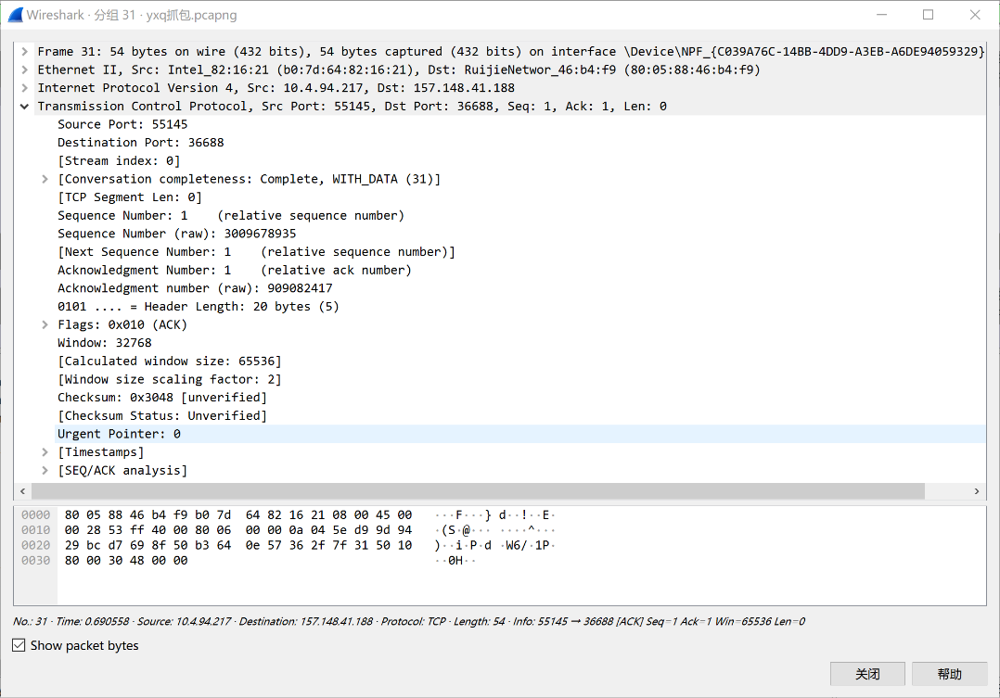 Wireshark · 分组 31 · yxq抓包.pcapng
Frame 31: 54 bytes on wire (432 bits), 54 bytes captured (432 bits) on interface \Device\NPF_{C039A76C-14BB-4DD9-A3EB-A6DE94059329}
Ethernet II, Src: Intel_82:16:21 (b0:7d:64:82:16:21), Dst: RuijieNetwor_46:b4:f9 (80:05:88:46:b4:f9)
Internet Protocol Version 4, Src: 10.4.94.217, Dst: 157.148.41.188
Transmission Control Protocol, Src Port: 55145, Dst Port: 36688, Seq: 1, Ack: 1, Len: 0
Source Port: 55145
Destination Port: 36688
[Stream index: 0]
[Conversation completeness: Complete, WITH_DATA (31)]
[TCP Segment Len: 0]
Sequence Number: 1    (relative sequence number)
Sequence Number (raw): 3009678935
[Next Sequence Number: 1    (relative sequence number)]
Acknowledgment Number: 1    (relative ack number)
Acknowledgment number (raw): 909082417
0101 .... = Header Length: 20 bytes (5)
Flags: 0x010 (ACK)
Window: 32768
[Calculated window size: 65536]
[Window size scaling factor: 2]
Checksum: 0x3048 [unverified]
[Checksum Status: Unverified]
Urgent Pointer: 0
[Timestamps]
[SEQ/ACK analysis]
0000  80 05 88 46 b4 f9 b0 7d  64 82 16 21 08 00 45 00   ···F···} d··!··E·
0010  00 28 53 ff 40 00 80 06  00 00 0a 04 5e d9 9d 94   ·(S·@··· ····^···
0020  29 bc d7 69 8f 50 b3 64  0e 57 36 2f 7f 31 50 10   )··i·P·d ·W6/·1P·
0030  80 00 30 48 00 00   ··0H··
No.: 31 · Time: 0.690558 · Source: 10.4.94.217 · Destination: 157.148.41.188 · Protocol: TCP · Length: 54 · Info: 55145 → 36688 [ACK] Seq=1 Ack=1 Win=65536 Len=0
Show packet bytes
关闭 帮助